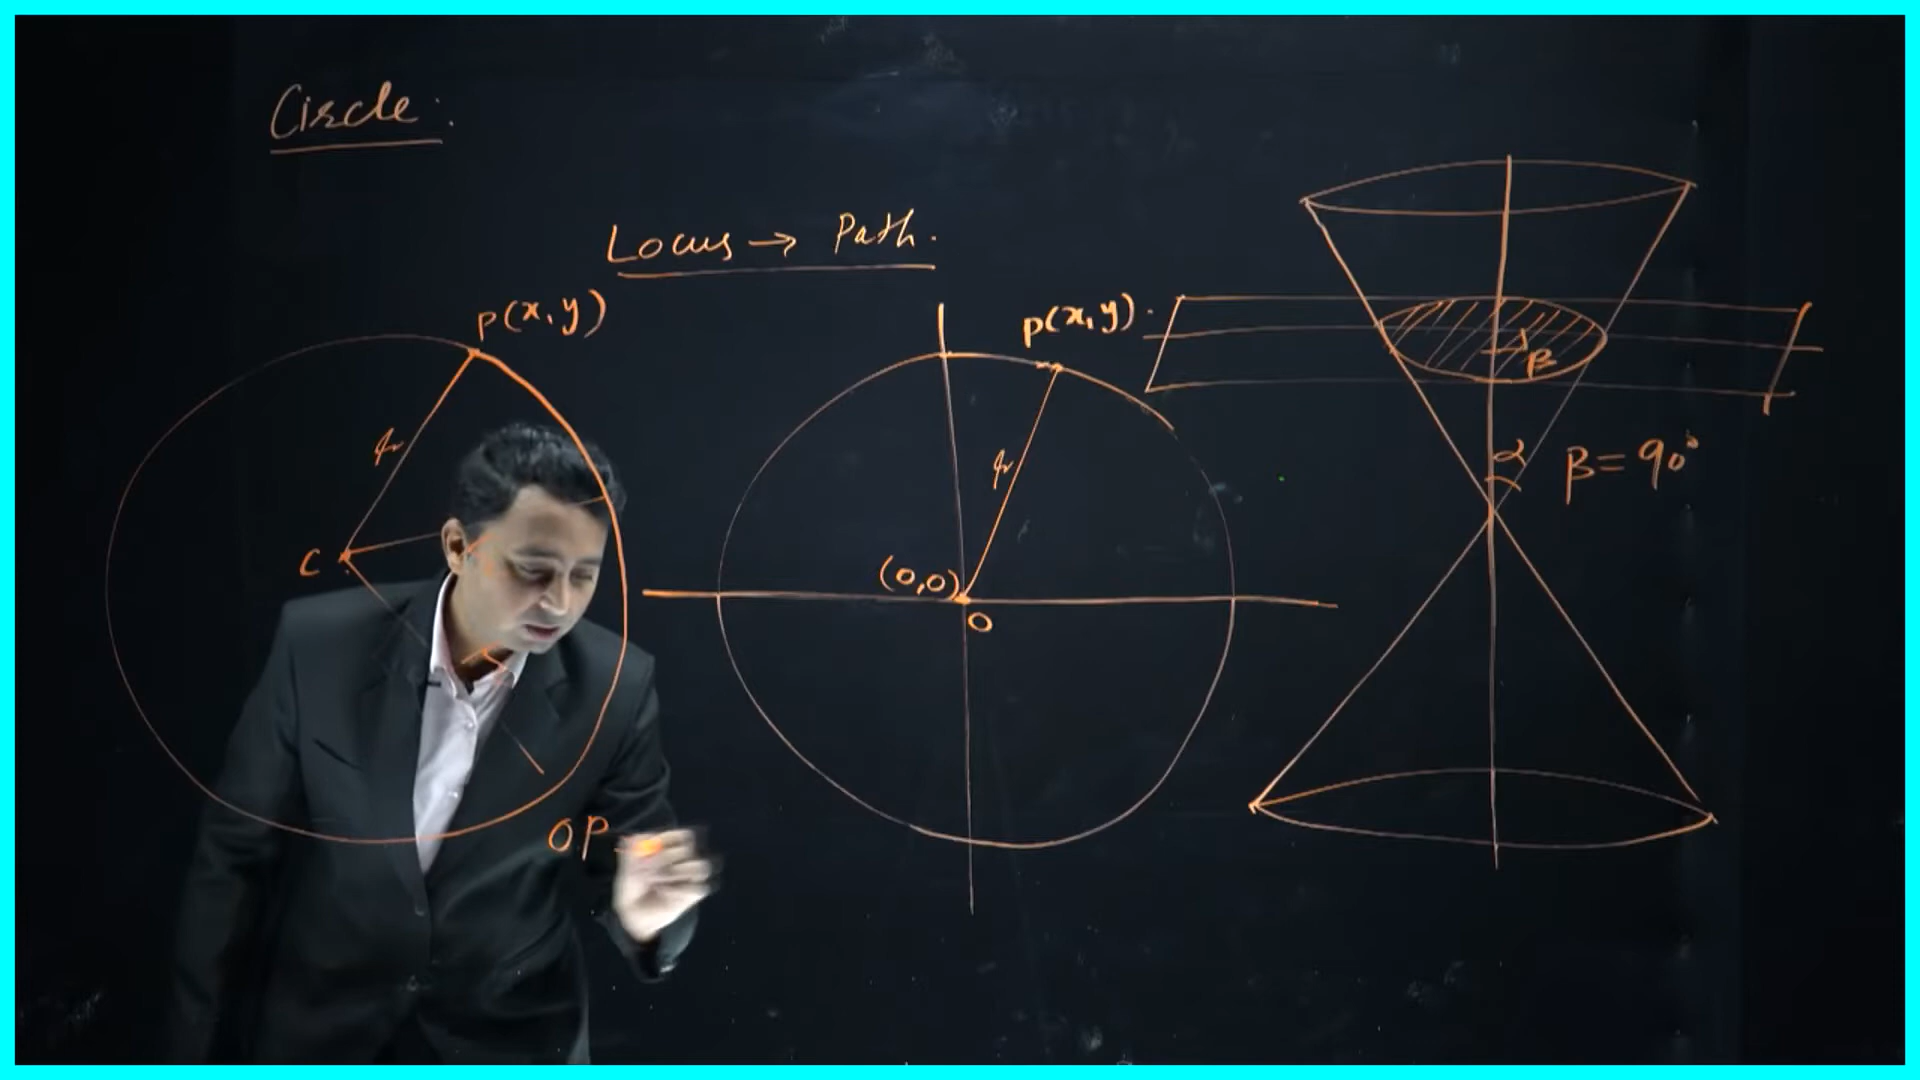 Circle:
Locus → Path.
P(x, y)
P(x, y).
r
r
C
(0,0)
O
β
α
β = 90°
OP